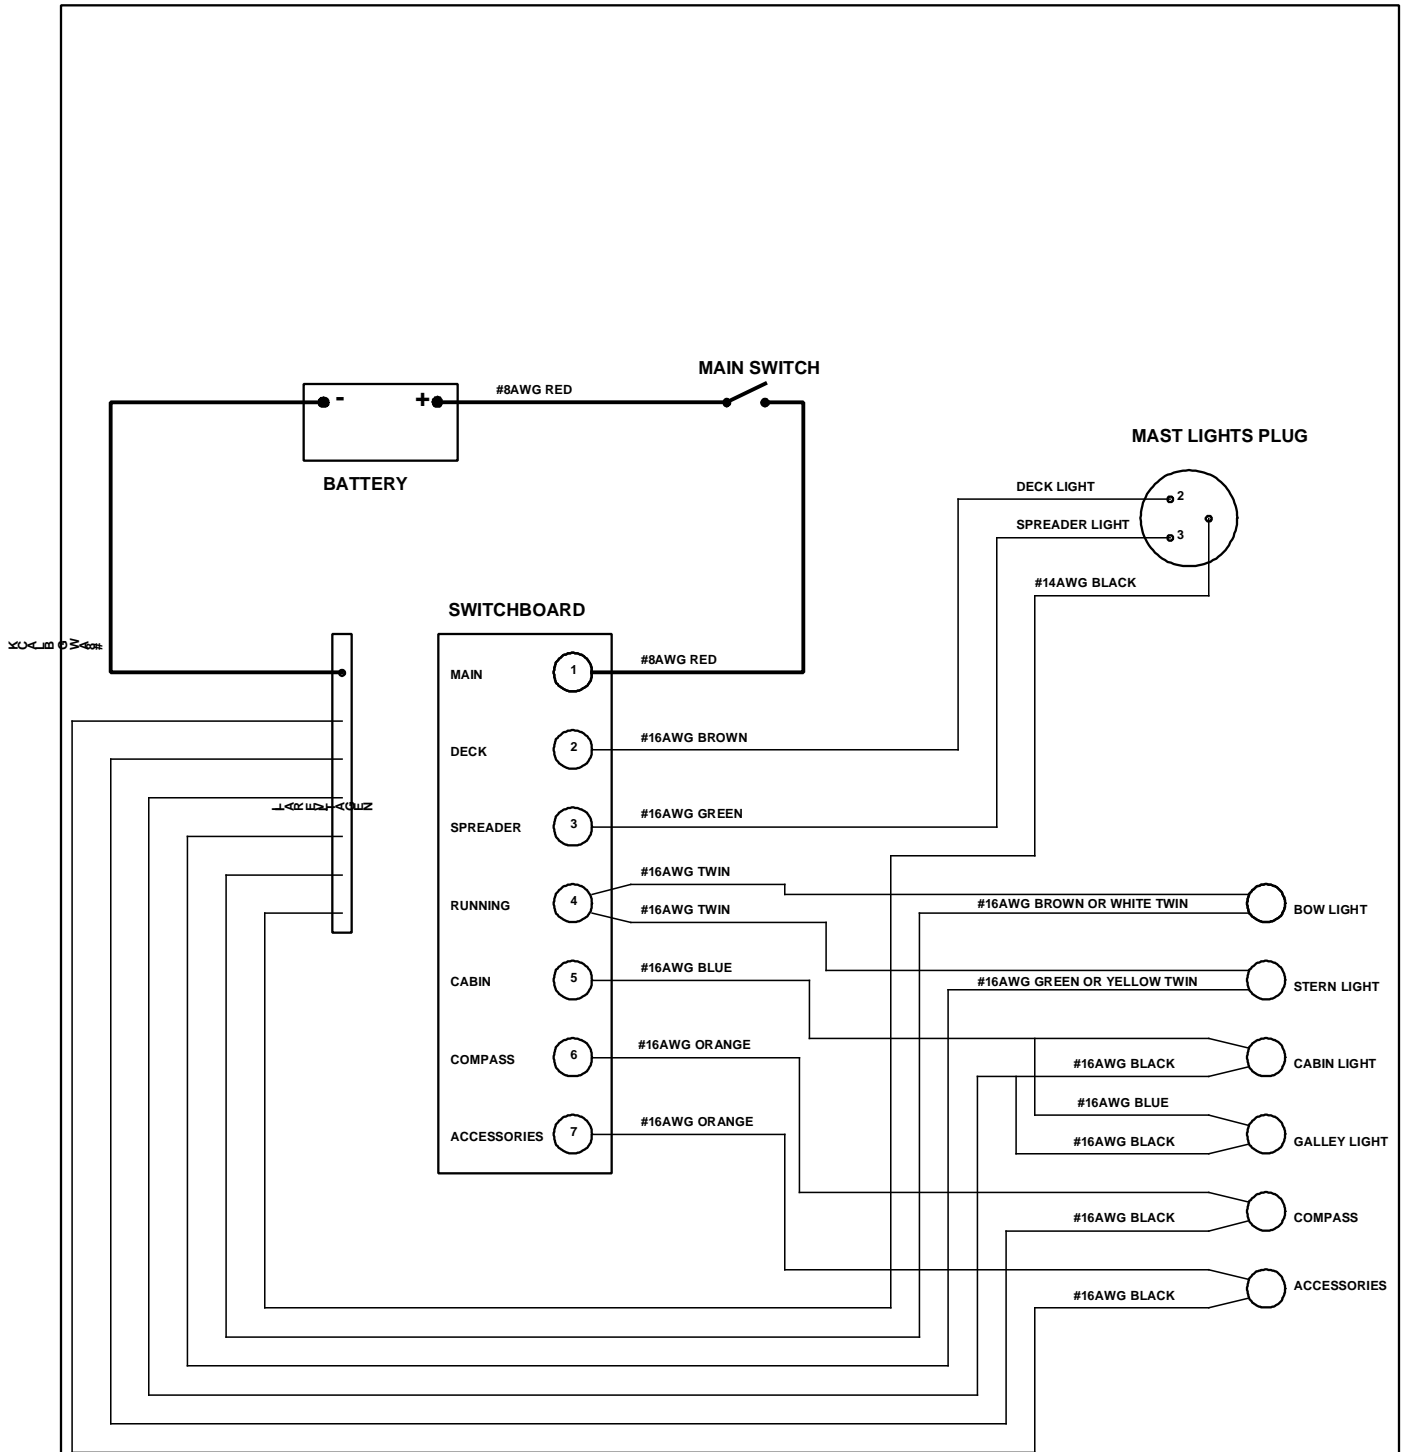 MAIN SWITCH
#8AWG RED
- +
BATTERY
MAST LIGHTS PLUG
DECK LIGHT
2
SPREADER LIGHT
3
#14AWG BLACK
SWITCHBOARD
#8AWG BLACK
MAIN 1 #8AWG RED
DECK 2 #16AWG BROWN
NEGATIVE RAIL
SPREADER 3 #16AWG GREEN
#16AWG TWIN
RUNNING 4
#16AWG TWIN
#16AWG BROWN OR WHITE TWIN
BOW LIGHT
CABIN 5 #16AWG BLUE
#16AWG GREEN OR YELLOW TWIN
STERN LIGHT
COMPASS 6 #16AWG ORANGE
#16AWG BLACK
CABIN LIGHT
#16AWG BLUE
ACCESSORIES 7 #16AWG ORANGE
#16AWG BLACK
GALLEY LIGHT
#16AWG BLACK
COMPASS
#16AWG BLACK
ACCESSORIES